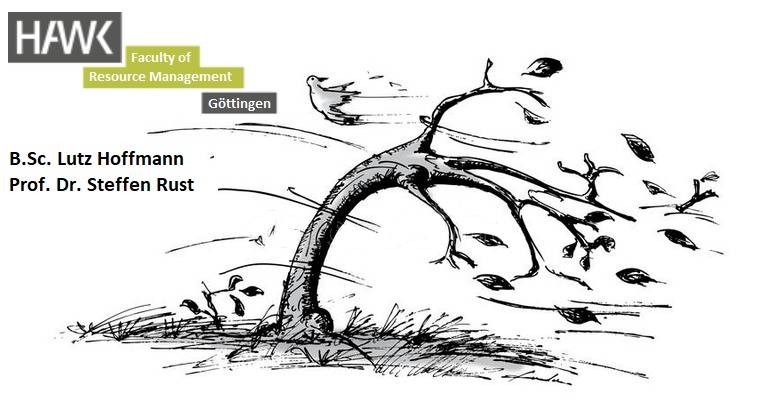 HAWK
Faculty of
Resource Management
Göttingen
B.Sc. Lutz Hoffmann
Prof. Dr. Steffen Rust